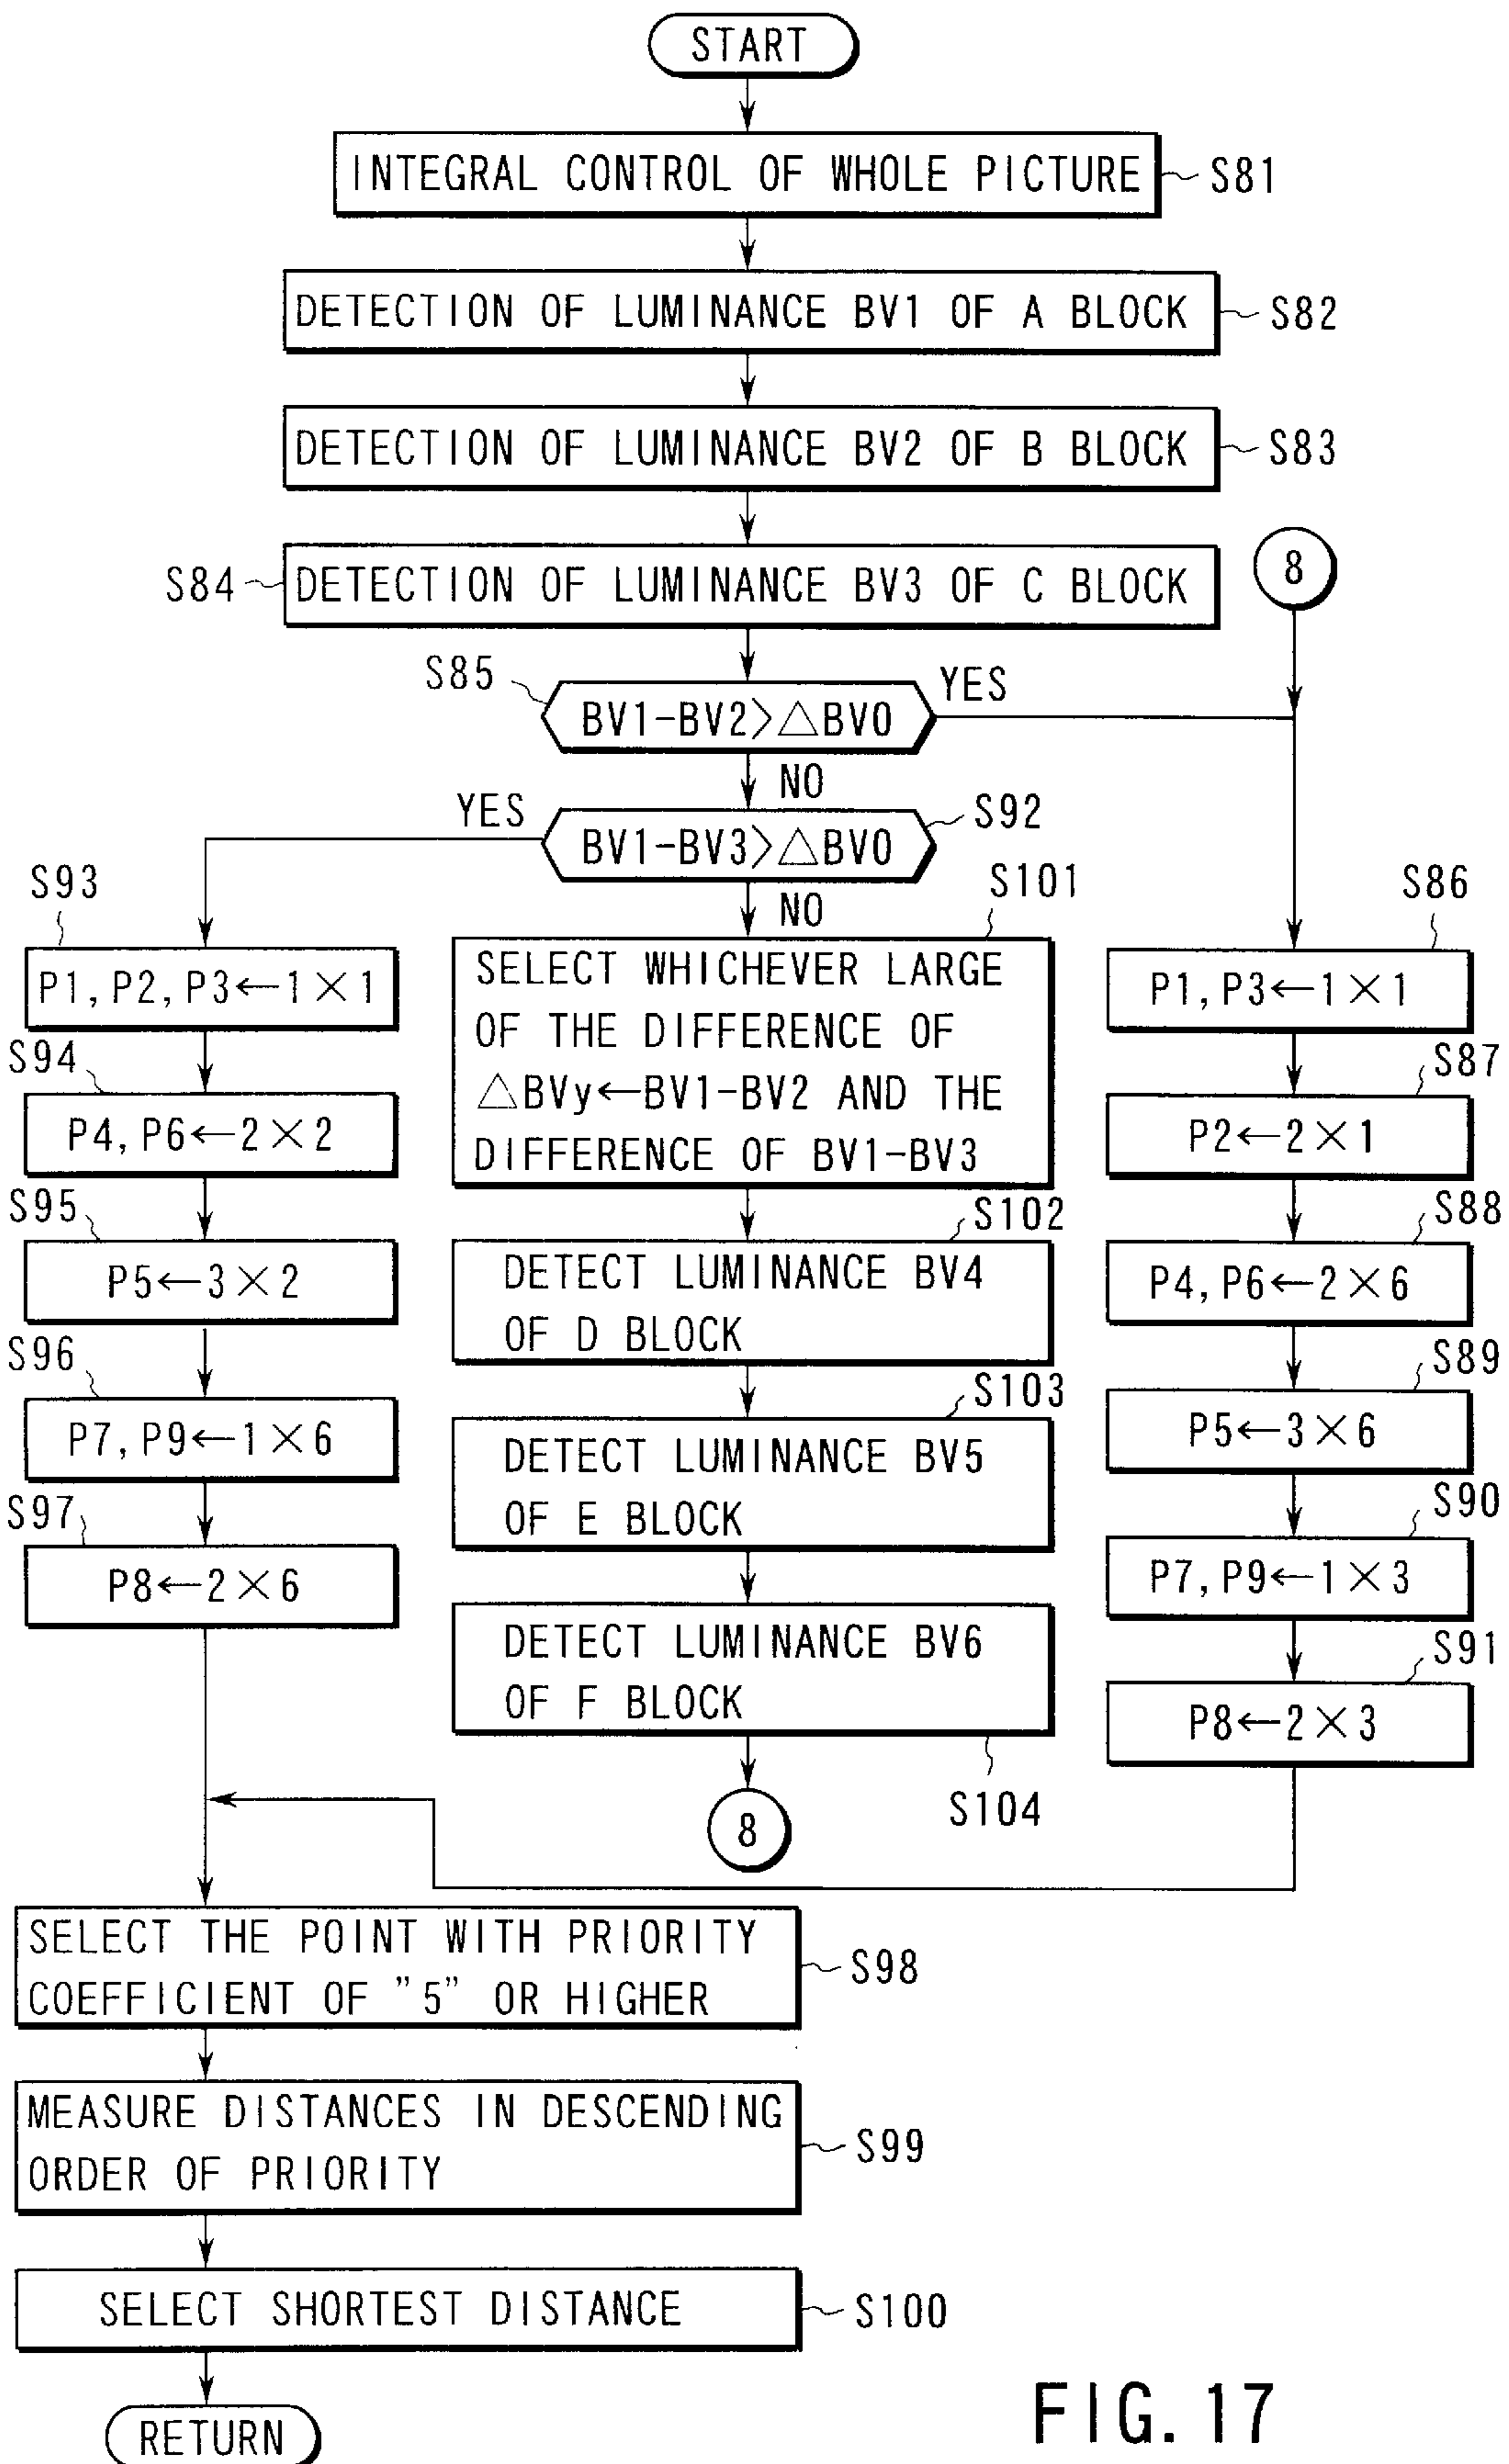 START
INTEGRAL CONTROL OF WHOLE PICTURE
S81
DETECTION OF LUMINANCE BV1 OF A BLOCK
S82
DETECTION OF LUMINANCE BV2 OF B BLOCK
S83
S84
DETECTION OF LUMINANCE BV3 OF C BLOCK
8
S85
BV1-BV2>△BV0
YES
NO
YES
BV1-BV3>△BV0
S92
NO
S93
P1, P2, P3←1×1
S94
P4, P6←2×2
S95
P5←3×2
S96
P7, P9←1×6
S97
P8←2×6
S101
SELECT WHICHEVER LARGE
OF THE DIFFERENCE OF
△BVy←BV1-BV2 AND THE
DIFFERENCE OF BV1-BV3
S102
DETECT LUMINANCE BV4
OF D BLOCK
S103
DETECT LUMINANCE BV5
OF E BLOCK
DETECT LUMINANCE BV6
OF F BLOCK
S104
8
S86
P1, P3←1×1
S87
P2←2×1
S88
P4, P6←2×6
S89
P5←3×6
S90
P7, P9←1×3
S91
P8←2×3
SELECT THE POINT WITH PRIORITY
COEFFICIENT OF "5" OR HIGHER
S98
MEASURE DISTANCES IN DESCENDING
ORDER OF PRIORITY
S99
SELECT SHORTEST DISTANCE
S100
RETURN
FIG. 17